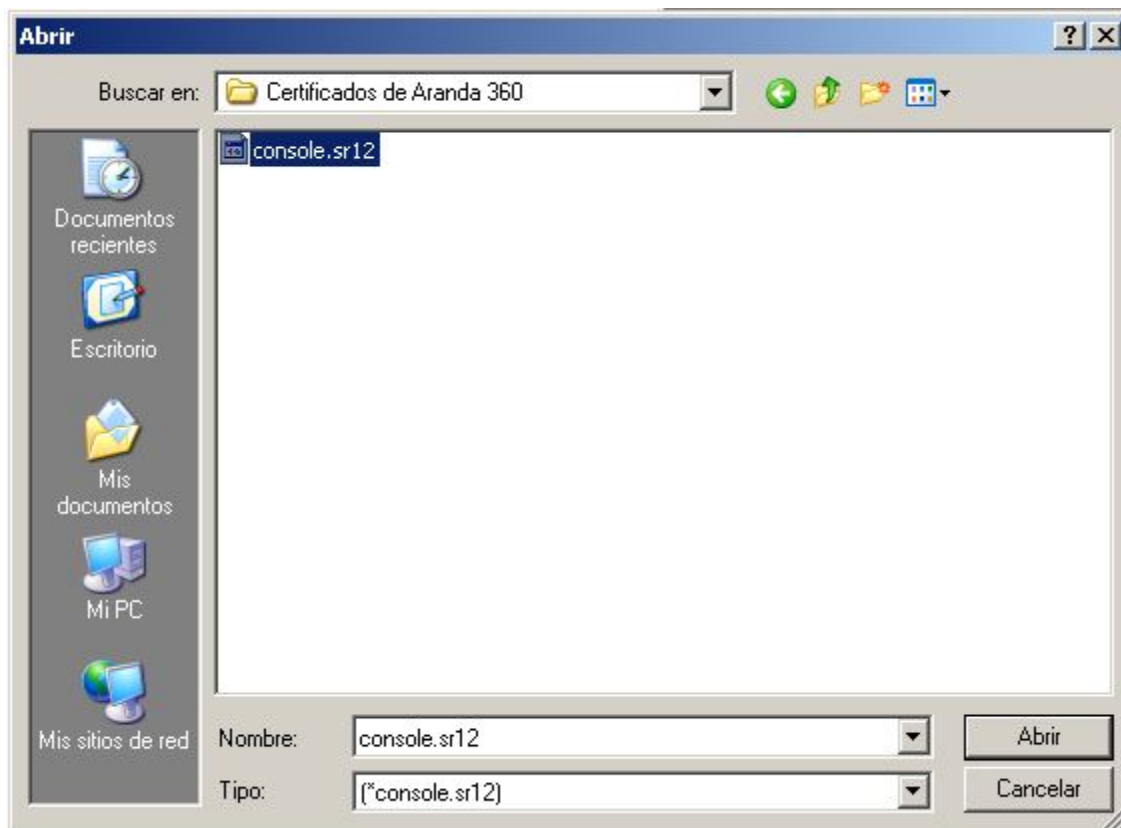 Abrir
Buscar en:
Certificados de Aranda 360
console.sr12
Documentos
recientes
Escritorio
Mis
documentos
Mi PC
Mis sitios de red
Nombre:
console.sr12
Abrir
Tipo:
(*console.sr12)
Cancelar